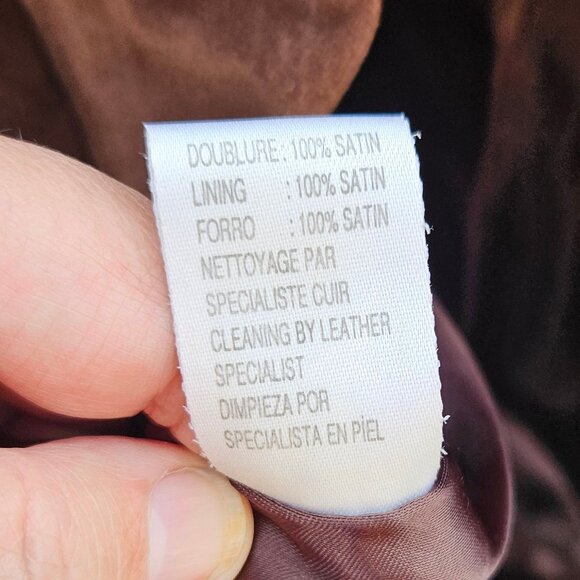 DOUBLURE : 100% SATIN
LINING : 100% SATIN
FORRO : 100% SATIN
NETTOYAGE PAR
SPECIALISTE CUIR
CLEANING BY LEATHER
SPECIALIST
DIMPIEZA POR
SPECIALISTA EN PiEL